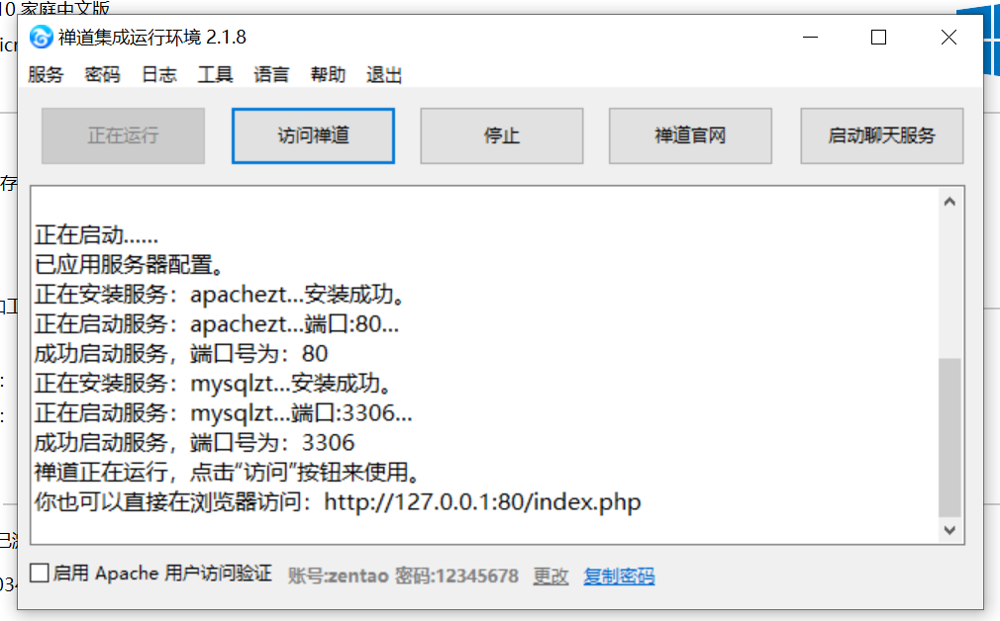 10 家庭中文版
禅道集成运行环境 2.1.8
服务 密码 日志 工具 语言 帮助 退出
正在运行 访问禅道 停止 禅道官网 启动聊天服务
正在启动......
已应用服务器配置。
正在安装服务：apachezt...安装成功。
正在启动服务：apachezt...端口:80...
成功启动服务，端口号为：80
正在安装服务：mysqlzt...安装成功。
正在启动服务：mysqlzt...端口:3306...
成功启动服务，端口号为：3306
禅道正在运行，点击“访问”按钮来使用。
你也可以直接在浏览器访问：http://127.0.0.1:80/index.php
启用 Apache 用户访问验证 账号:zentao 密码:12345678 更改 复制密码